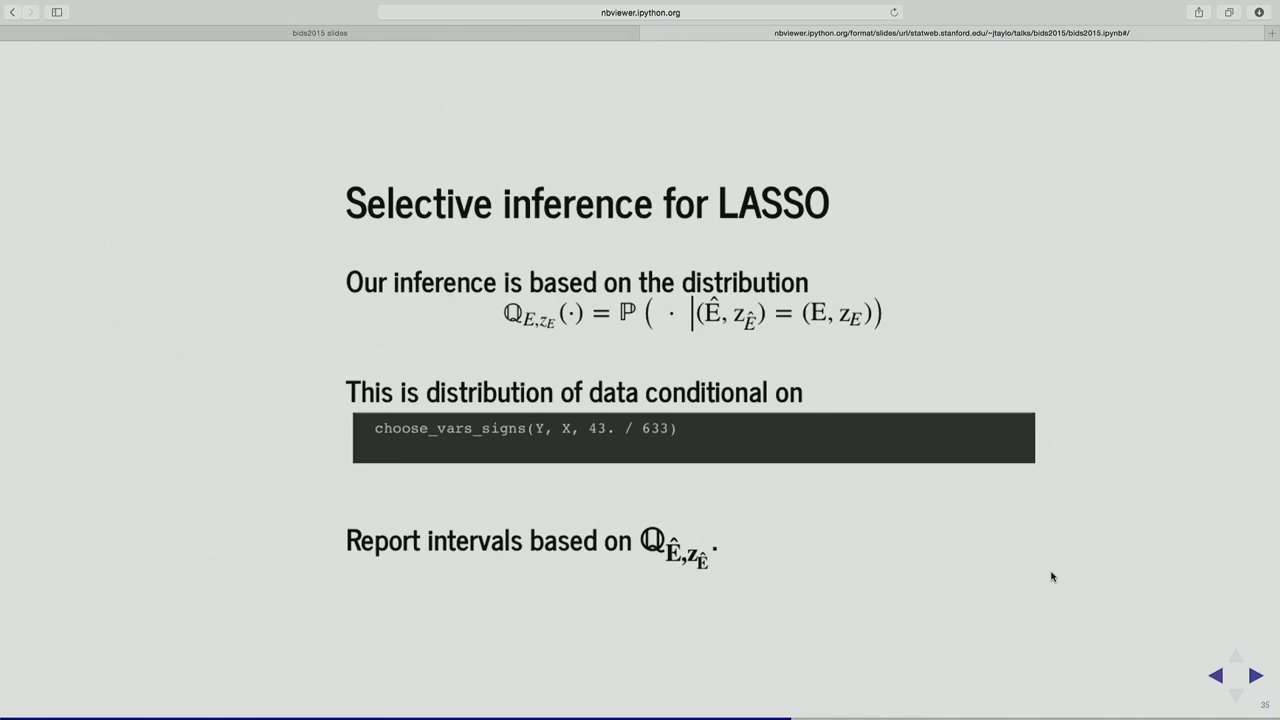 nbviewer.ipython.org
bids2015 slides
nbviewer.ipython.org/format/slides/url/statweb.stanford.edu/~jtaylo/talks/bids2015/bids2015.ipynb#/
Selective inference for LASSO
Our inference is based on the distribution
ℚ_{E,z_E}(·) = ℙ( · |(Ê, z_Ê) = (E, z_E))
This is distribution of data conditional on
choose_vars_signs(Y, X, 43. / 633)
Report intervals based on ℚ_{Ê,z_Ê}.
35